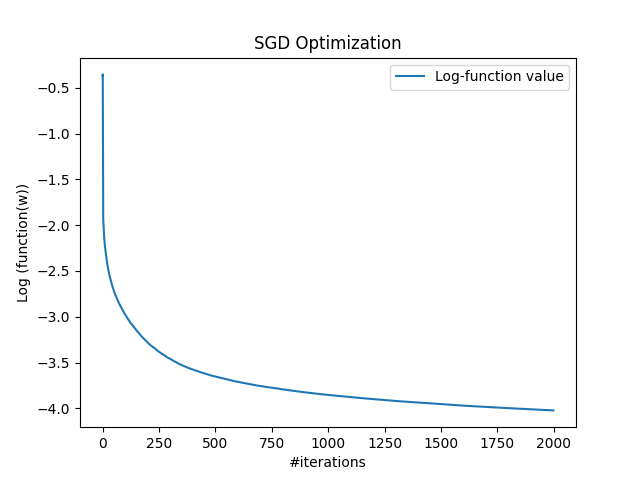 SGD Optimization
Log-function value
−0.5
−1.0
−1.5
−2.0
−2.5
−3.0
−3.5
−4.0
Log (function(w))
0 250 500 750 1000 1250 1500 1750 2000
#iterations